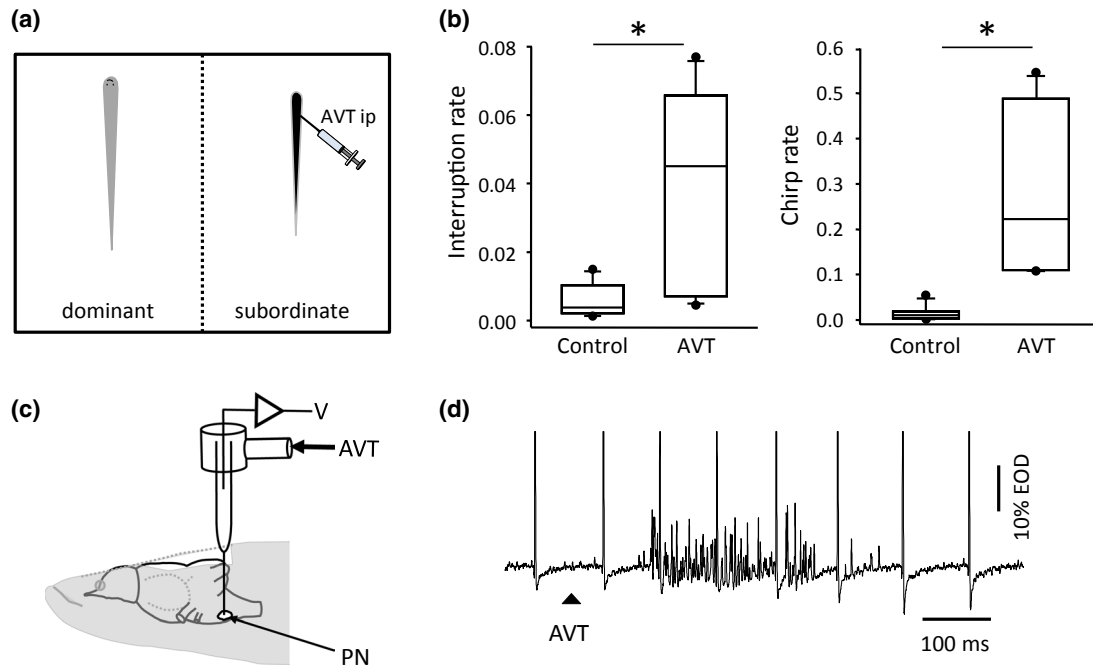 (a)
AVT ip
dominant
subordinate
(b)
*
Interruption rate
0.08
0.06
0.04
0.02
0.00
Control
AVT
*
Chirp rate
0.6
0.5
0.4
0.3
0.2
0.1
0.0
Control
AVT
(c)
V
AVT
PN
(d)
10% EOD
AVT
100 ms